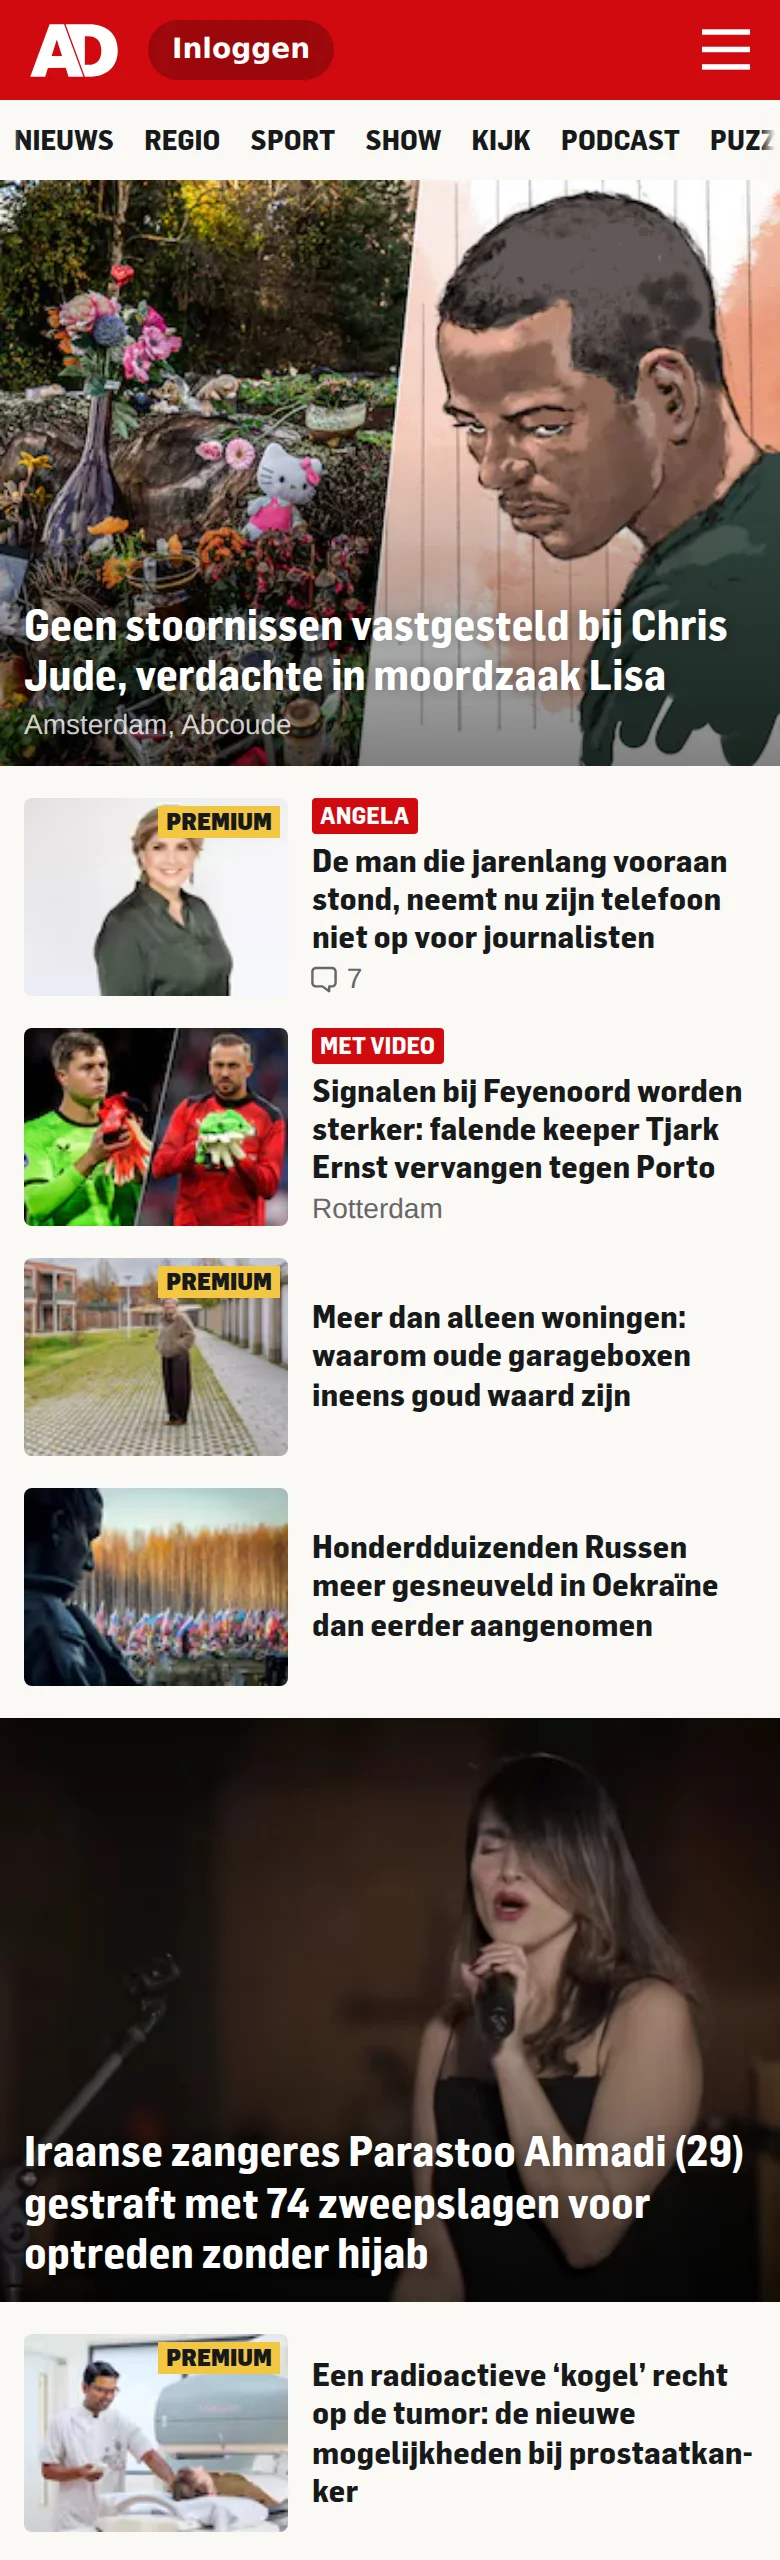 AD
Inloggen
NIEUWS REGIO SPORT SHOW KIJK PODCAST
Geen stoornissen vastgesteld bij Chris
Jude, verdachte in moordzaak Lisa
Amsterdam, Abcoude
PREMIUM
ANGELA
De man die jarenlang vooraan
stond, neemt nu zijn telefoon
niet op voor journalisten
7
MET VIDEO
Signalen bij Feyenoord worden
sterker: falende keeper Tjark
Ernst vervangen tegen Porto
Rotterdam
PREMIUM
Meer dan alleen woningen:
waarom oude garageboxen
ineens goud waard zijn
Honderdduizenden Russen
meer gesneuveld in Oekraïne
dan eerder aangenomen
Iraanse zangeres Parastoo Ahmadi (29)
gestraft met 74 zweepslagen voor
optreden zonder hijab
PREMIUM
Een radioactieve ‘kogel’ recht
op de tumor: de nieuwe
mogelijkheden bij prostaatkan-
ker